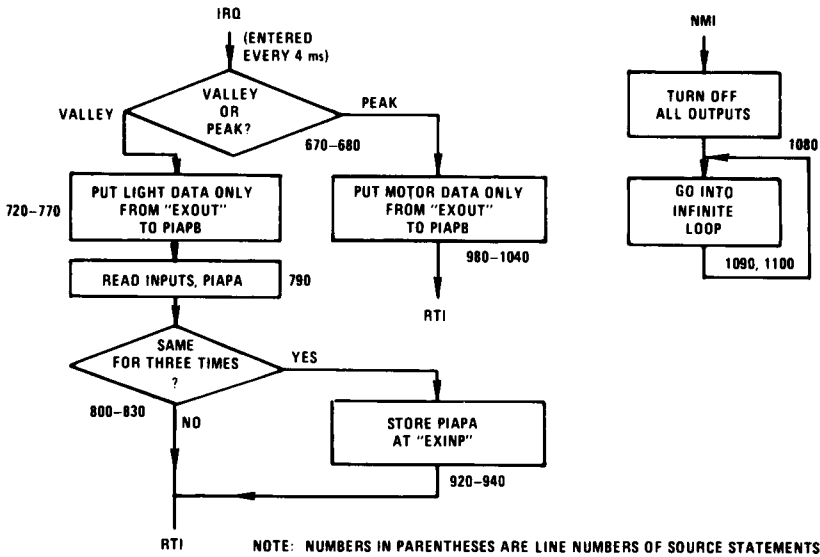 IRQ
(ENTERED
EVERY 4 ms)
VALLEY
OR
PEAK?
VALLEY
PEAK
670-680
PUT LIGHT DATA ONLY
FROM "EXOUT"
TO PIAPB
720-770
PUT MOTOR DATA ONLY
FROM "EXOUT"
TO PIAPB
980-1040
RTI
READ INPUTS, PIAPA
790
SAME
FOR THREE TIMES
?
YES
800-830
NO
STORE PIAPA
AT "EXINP"
920-940
RTI
NMI
TURN OFF
ALL OUTPUTS
1080
GO INTO
INFINITE
LOOP
1090, 1100
NOTE: NUMBERS IN PARENTHESES ARE LINE NUMBERS OF SOURCE STATEMENTS